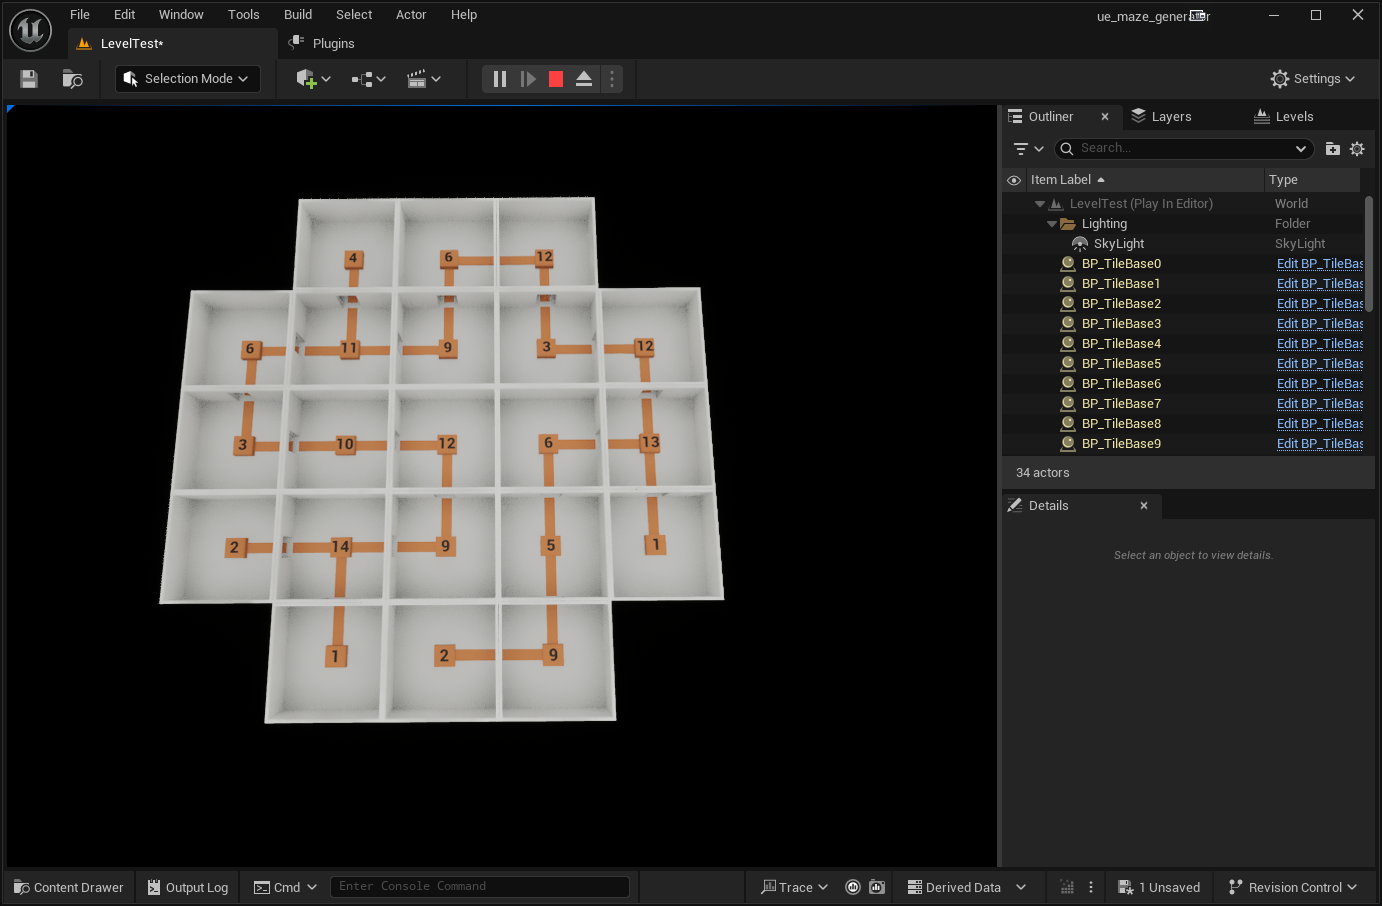 File Edit Window Tools Build Select Actor Help
LevelTest* Plugins
Selection Mode Settings
Outliner Layers Levels
Search...
Item Label Type
LevelTest (Play In Editor) World
Lighting Folder
SkyLight SkyLight
BP_TileBase0 Edit BP_TileBas
BP_TileBase1 Edit BP_TileBas
BP_TileBase2 Edit BP_TileBas
BP_TileBase3 Edit BP_TileBas
BP_TileBase4 Edit BP_TileBas
BP_TileBase5 Edit BP_TileBas
BP_TileBase6 Edit BP_TileBas
BP_TileBase7 Edit BP_TileBas
BP_TileBase8 Edit BP_TileBas
BP_TileBase9 Edit BP_TileBas
34 actors
Details
Select an object to view details.
4 6 12
6 11 9 3 12
3 10 12 6 13
2 14 9 5 1
1 2 9
Content Drawer Output Log Cmd Enter Console Command Trace Derived Data 1 Unsaved Revision Control